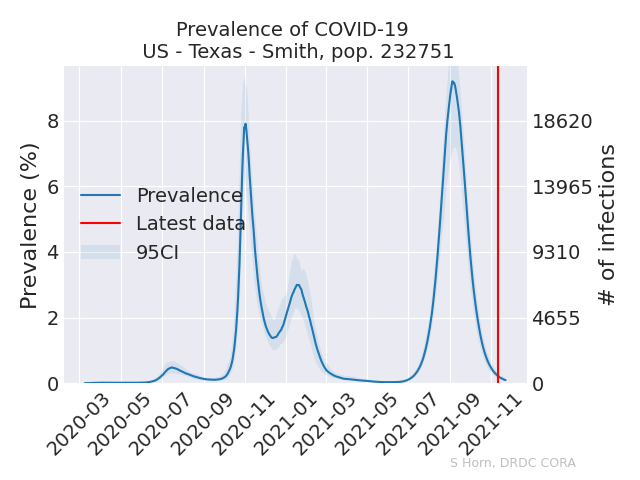 Prevalence of COVID-19
US - Texas - Smith, pop. 232751
Prevalence (%)
8
6
4
2
0
Prevalence
Latest data
95CI
18620
13965
9310
4655
0
# of infections
2020-03
2020-05
2020-07
2020-09
2020-11
2021-01
2021-03
2021-05
2021-07
2021-09
2021-11
S Horn, DRDC CORA